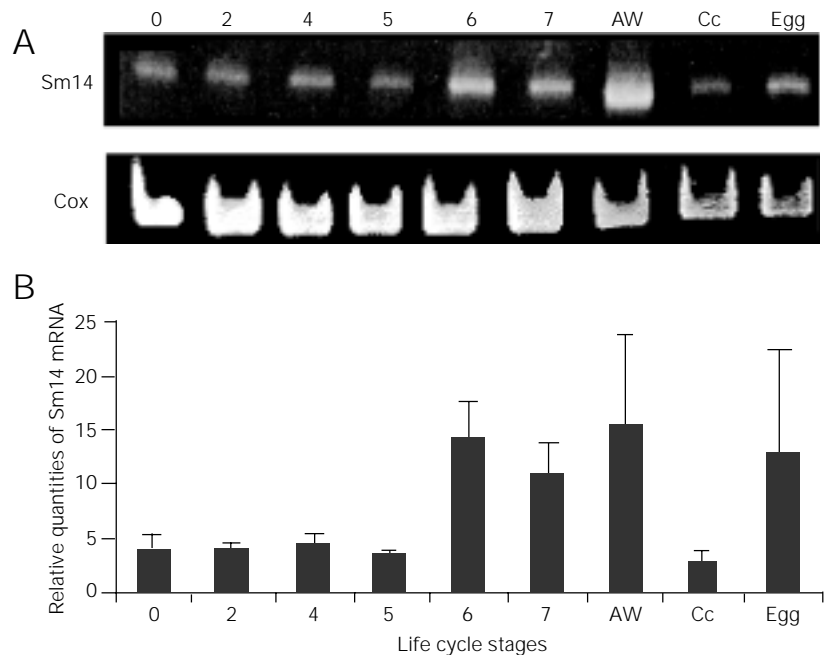 0 2 4 5 6 7 AW Cc Egg
A
Sm14
Cox
B
Relative quantities of Sm14 mRNA
25
20
15
10
5
0
0 2 4 5 6 7 AW Cc Egg
Life cycle stages